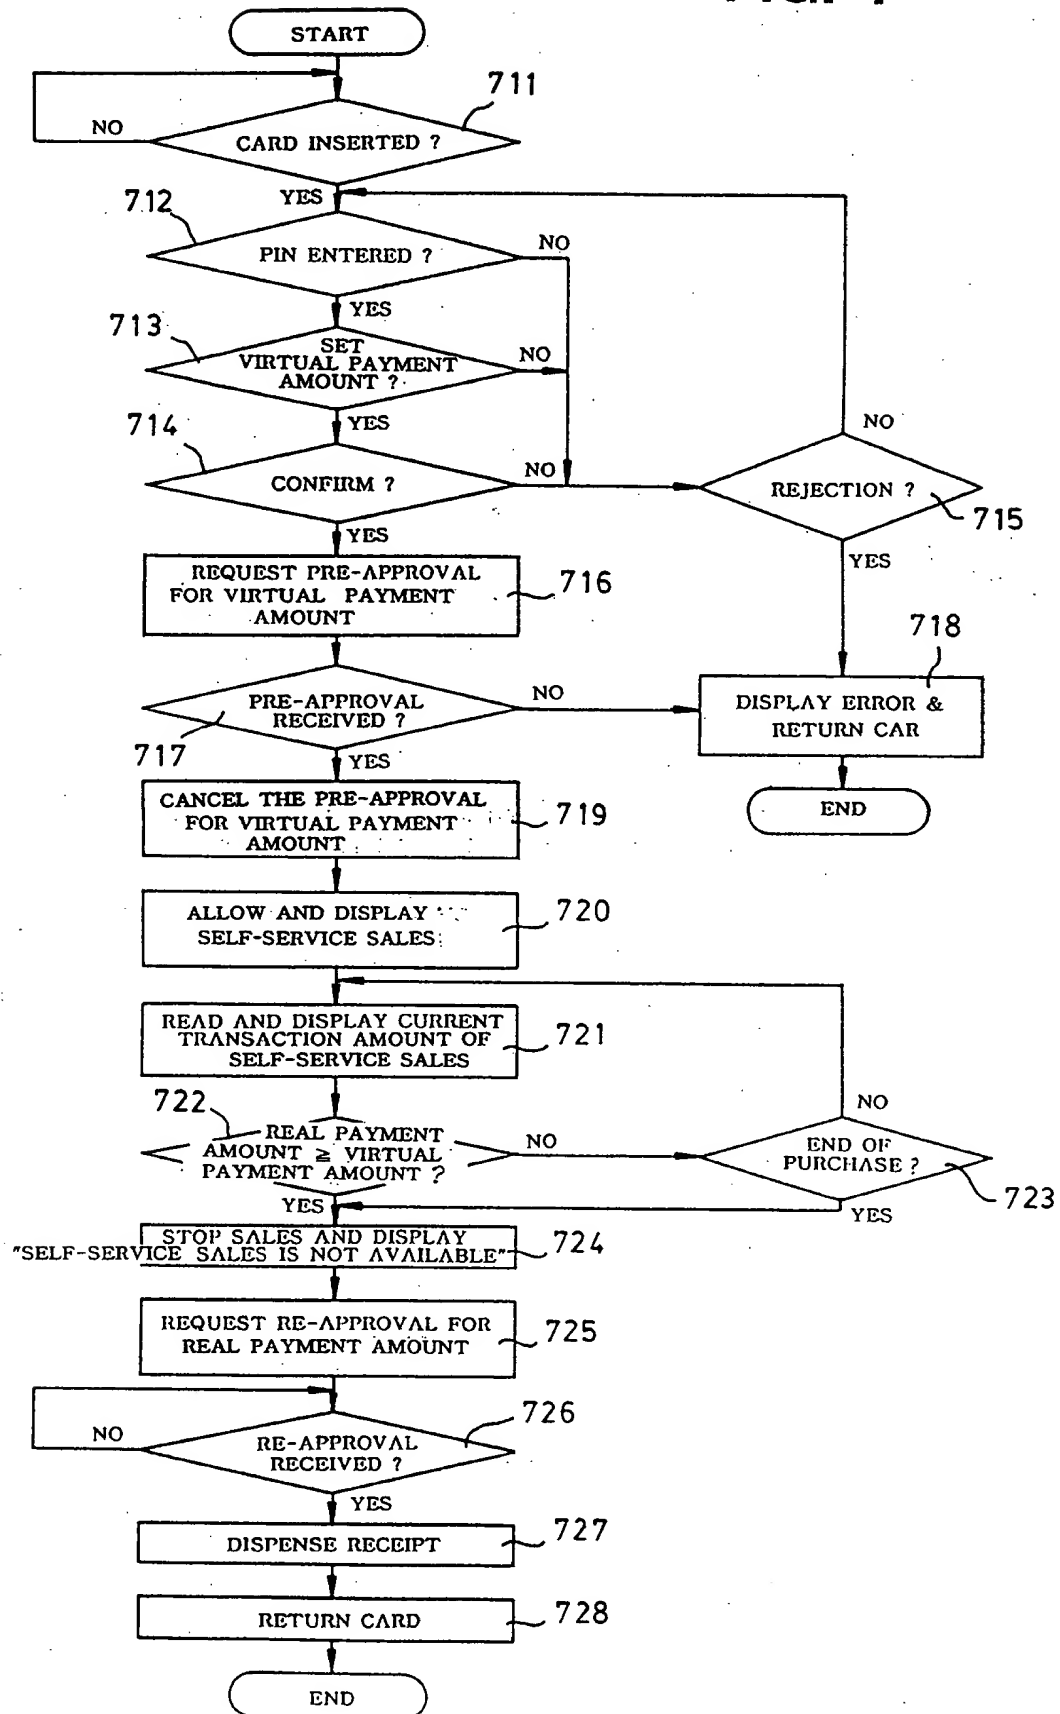 START
711
NO
CARD INSERTED ?
YES
712
PIN ENTERED ?
NO
YES
713
SET
VIRTUAL PAYMENT
AMOUNT ?
NO
YES
714
CONFIRM ?
NO
YES
NO
REJECTION ?
715
YES
REQUEST PRE-APPROVAL
FOR VIRTUAL PAYMENT
AMOUNT
716
718
DISPLAY ERROR &
RETURN CAR
END
PRE-APPROVAL
RECEIVED ?
NO
717
YES
CANCEL THE PRE-APPROVAL
FOR VIRTUAL PAYMENT
AMOUNT
719
ALLOW AND DISPLAY
SELF-SERVICE SALES
720
READ AND DISPLAY CURRENT
TRANSACTION AMOUNT OF
SELF-SERVICE SALES
721
722
REAL PAYMENT
AMOUNT ≧ VIRTUAL
PAYMENT AMOUNT ?
NO
YES
NO
END OF
PURCHASE ?
723
YES
STOP SALES AND DISPLAY
"SELF-SERVICE SALES IS NOT AVAILABLE"
724
REQUEST RE-APPROVAL FOR
REAL PAYMENT AMOUNT
725
726
NO
RE-APPROVAL
RECEIVED ?
YES
DISPENSE RECEIPT
727
RETURN CARD
728
END